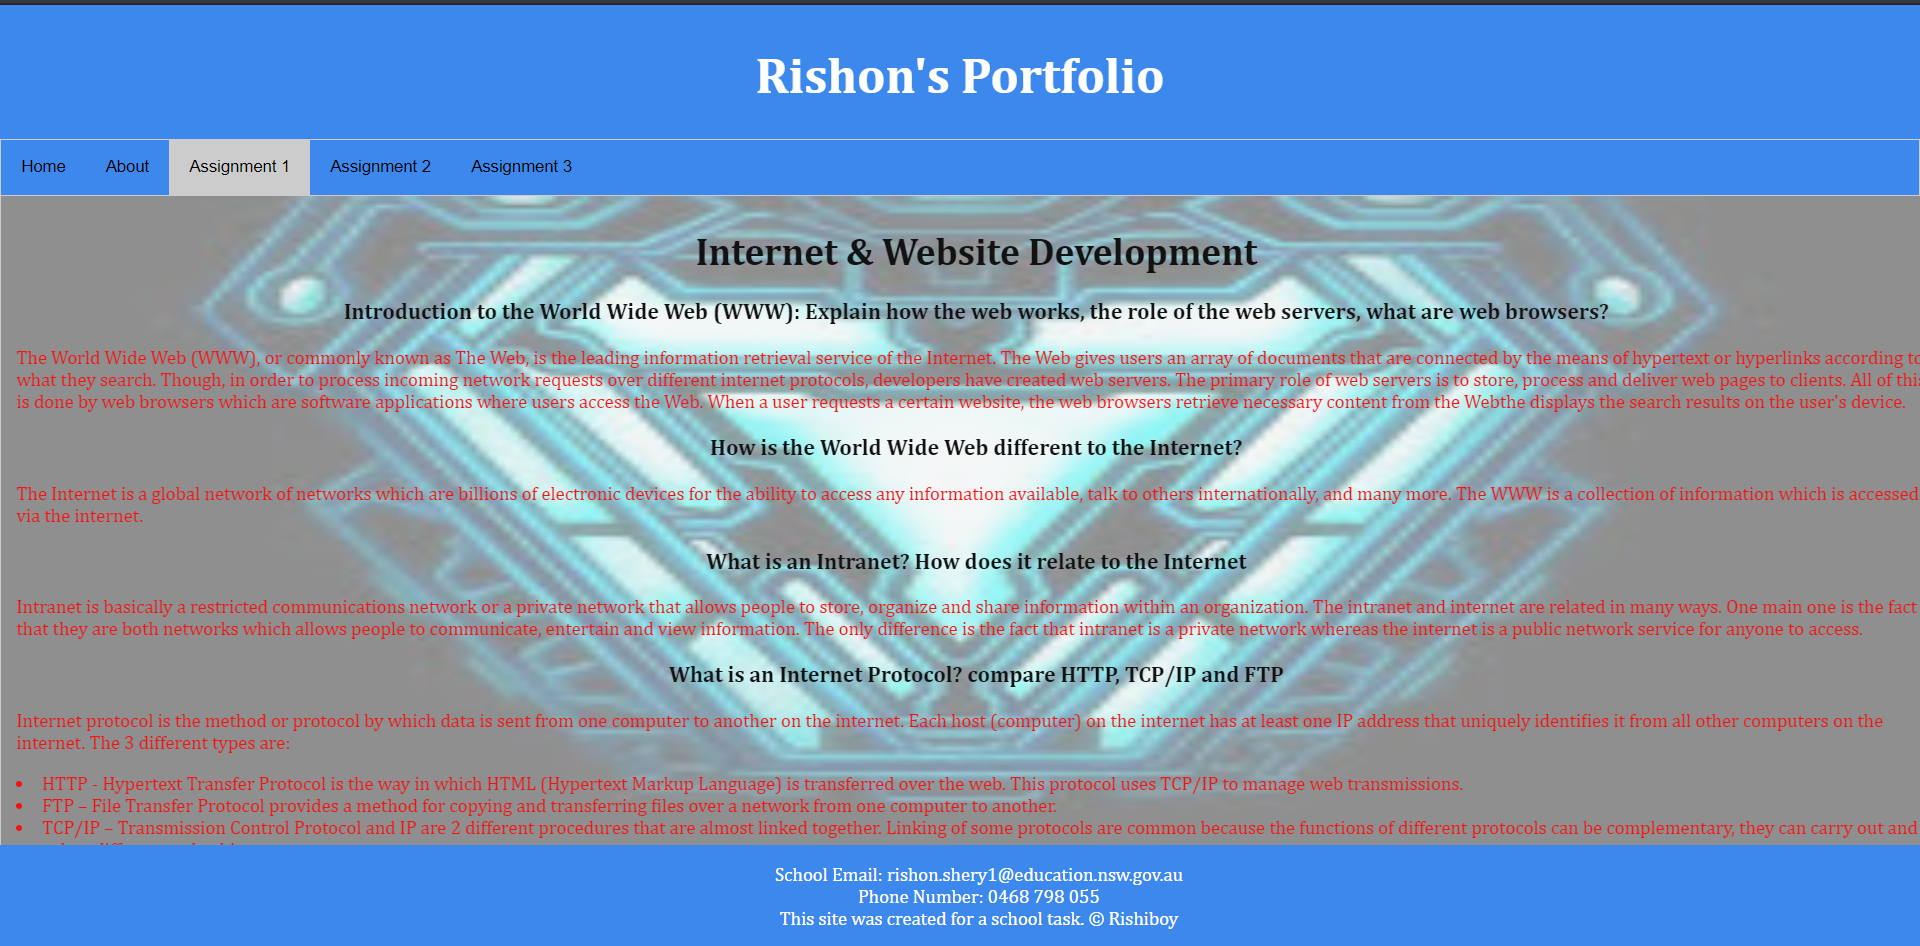 Rishon's Portfolio
Home About Assignment 1 Assignment 2 Assignment 3
Internet & Website Development
Introduction to the World Wide Web (WWW): Explain how the web works, the role of the web servers, what are web browsers?
The World Wide Web (WWW), or commonly known as The Web, is the leading information retrieval service of the Internet. The Web gives users an array of documents that are connected by the means of hypertext or hyperlinks according to
what they search. Though, in order to process incoming network requests over different internet protocols, developers have created web servers. The primary role of web servers is to store, process and deliver web pages to clients. All of this
is done by web browsers which are software applications where users access the Web. When a user requests a certain website, the web browsers retrieve necessary content from the Webthe displays the search results on the user's device.
How is the World Wide Web different to the Internet?
The Internet is a global network of networks which are billions of electronic devices for the ability to access any information available, talk to others internationally, and many more. The WWW is a collection of information which is accessed
via the internet.
What is an Intranet? How does it relate to the Internet
Intranet is basically a restricted communications network or a private network that allows people to store, organize and share information within an organization. The intranet and internet are related in many ways. One main one is the fact
that they are both networks which allows people to communicate, entertain and view information. The only difference is the fact that intranet is a private network whereas the internet is a public network service for anyone to access.
What is an Internet Protocol? compare HTTP, TCP/IP and FTP
Internet protocol is the method or protocol by which data is sent from one computer to another on the internet. Each host (computer) on the internet has at least one IP address that uniquely identifies it from all other computers on the
internet. The 3 different types are:
• HTTP - Hypertext Transfer Protocol is the way in which HTML (Hypertext Markup Language) is transferred over the web. This protocol uses TCP/IP to manage web transmissions.
• FTP – File Transfer Protocol provides a method for copying and transferring files over a network from one computer to another.
• TCP/IP – Transmission Control Protocol and IP are 2 different procedures that are almost linked together. Linking of some protocols are common because the functions of different protocols can be complementary, they can carry out and
School Email: rishon.shery1@education.nsw.gov.au
Phone Number: 0468 798 055
This site was created for a school task. © Rishiboy